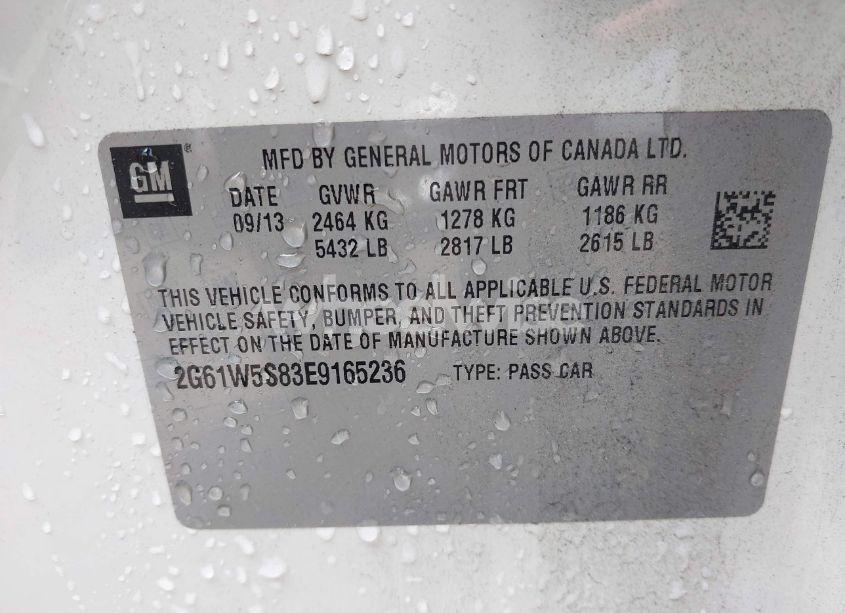 GM®
MFD BY GENERAL MOTORS OF CANADA LTD.
DATE GVWR GAWR FRT GAWR RR
09/13 2464 KG 1278 KG 1186 KG
5432 LB 2817 LB 2615 LB
THIS VEHICLE CONFORMS TO ALL APPLICABLE U.S. FEDERAL MOTOR
VEHICLE SAFETY, BUMPER, AND THEFT PREVENTION STANDARDS IN
EFFECT ON THE DATE OF MANUFACTURE SHOWN ABOVE.
2G61W5S83E9165236 TYPE: PASS CAR